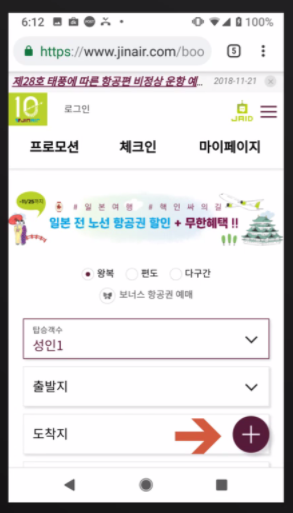 6:12
100%
https://www.jinair.com/boo
5
제28호 태풍에 따른 항공편 비정상 운항 예...
2018-11-21
10
로그인
JAID
프로모션 체크인 마이페이지
# 일본여행 # 핵인싸의길
일본 전 노선 항공권 할인 + 무한혜택 !!
왕복 편도 다구간
보너스 항공권 예매
탑승객수
성인1
출발지
도착지